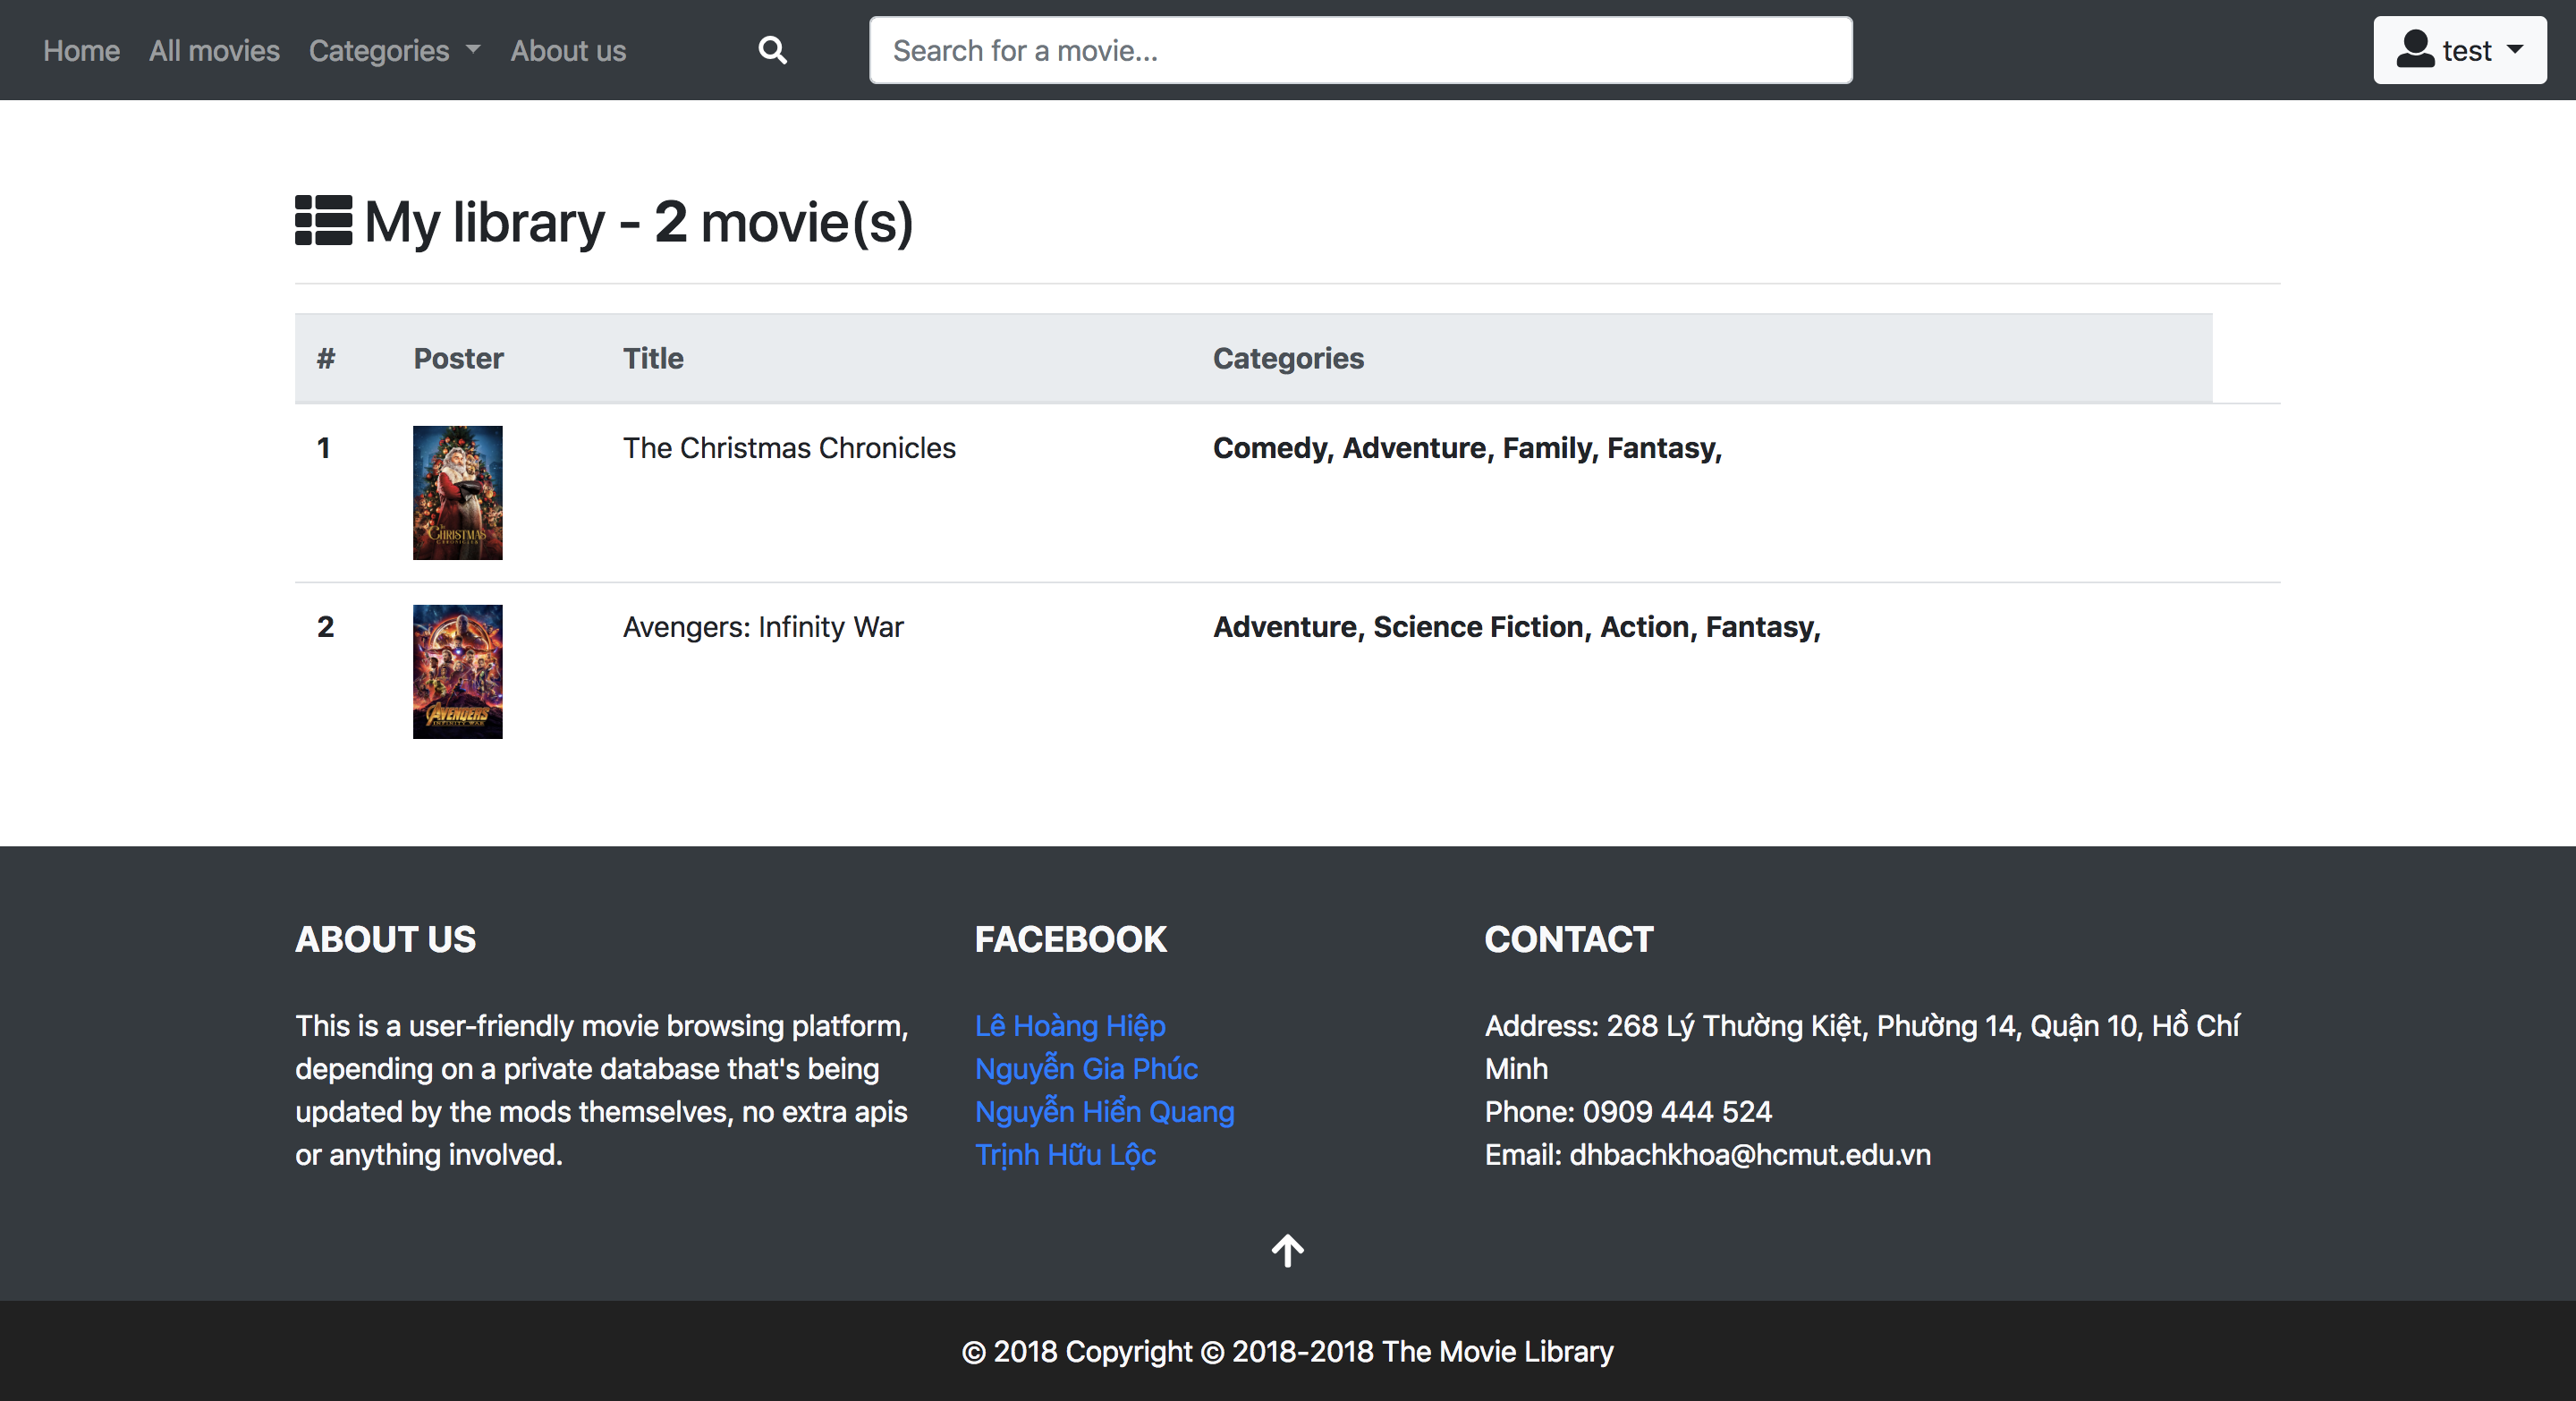 Home All movies Categories About us Search for a movie... test
My library - 2 movie(s)
# Poster Title Categories
1 The Christmas Chronicles Comedy, Adventure, Family, Fantasy,
CHRISTMAS
CHRONICLES
2 Avengers: Infinity War Adventure, Science Fiction, Action, Fantasy,
AVENGERS
INFINITY WAR
ABOUT US
This is a user-friendly movie browsing platform,
depending on a private database that's being
updated by the mods themselves, no extra apis
or anything involved.
FACEBOOK
Lê Hoàng Hiệp
Nguyễn Gia Phúc
Nguyễn Hiển Quang
Trịnh Hữu Lộc
CONTACT
Address: 268 Lý Thường Kiệt, Phường 14, Quận 10, Hồ Chí
Minh
Phone: 0909 444 524
Email: dhbachkhoa@hcmut.edu.vn
© 2018 Copyright © 2018-2018 The Movie Library